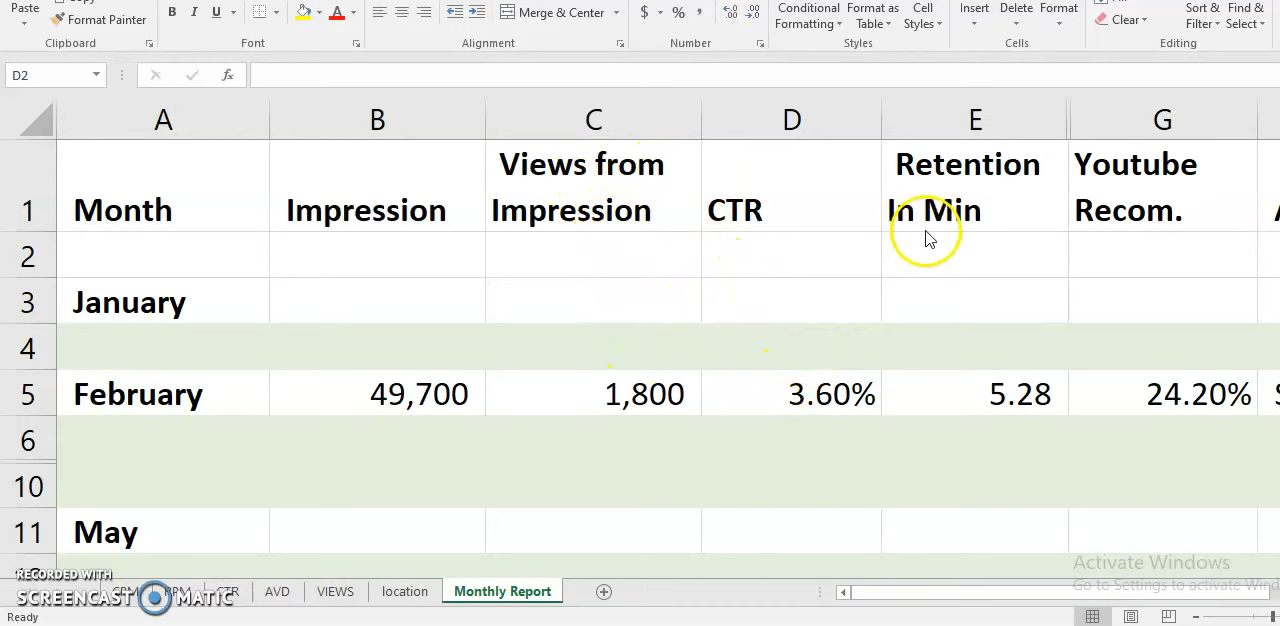 Paste
Format Painter
B I U
Merge & Center
$ % ,
Conditional Formatting
Format as Table
Cell Styles
Insert Delete Format
Clear
Sort & Filter
Find & Select
Clipboard Font Alignment Number Styles Cells Editing
D2
fx
A B C D E G
1 Month Impression Views from Impression CTR Retention In Min Youtube Recom.
2
3 January
4
5 February 49,700 1,800 3.60% 5.28 24.20%
6
10
11 May
Activate Windows
Go to Settings to activate Win
RECORDED WITH
SCREENCAST MATIC
AVD VIEWS Monthly Report
Ready